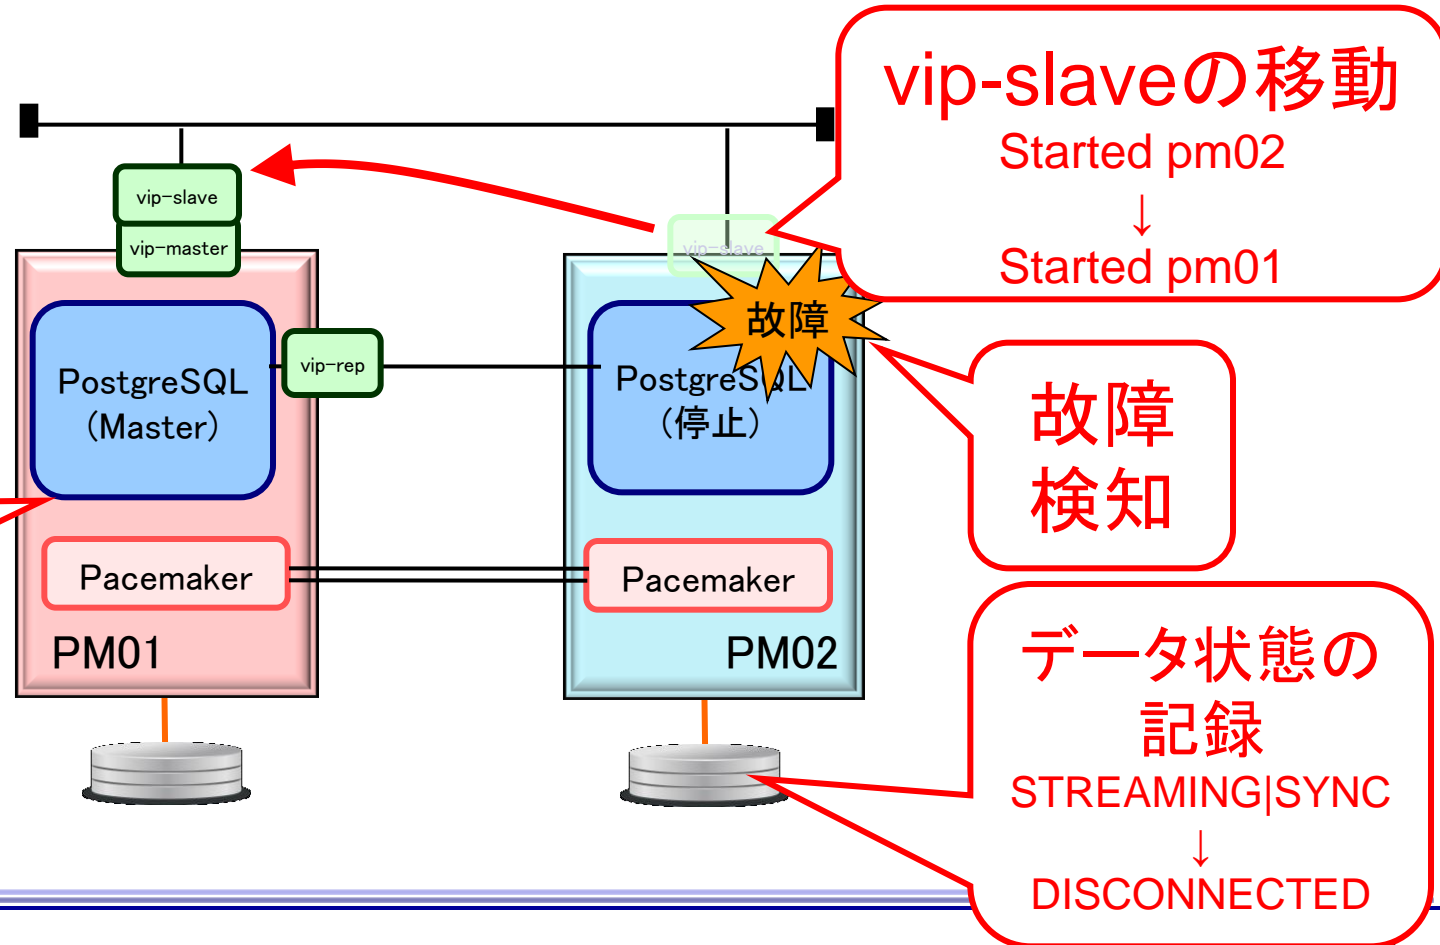 vip-slaveの移動
Started pm02
↓
Started pm01
vip-slave
vip-master
vip-slave
故障
PostgreSQL
(Master)
vip-rep
PostgreSQL
(停止)
故障
検知
Pacemaker
Pacemaker
PM01
PM02
データ状態の
記録
STREAMING|SYNC
↓
DISCONNECTED